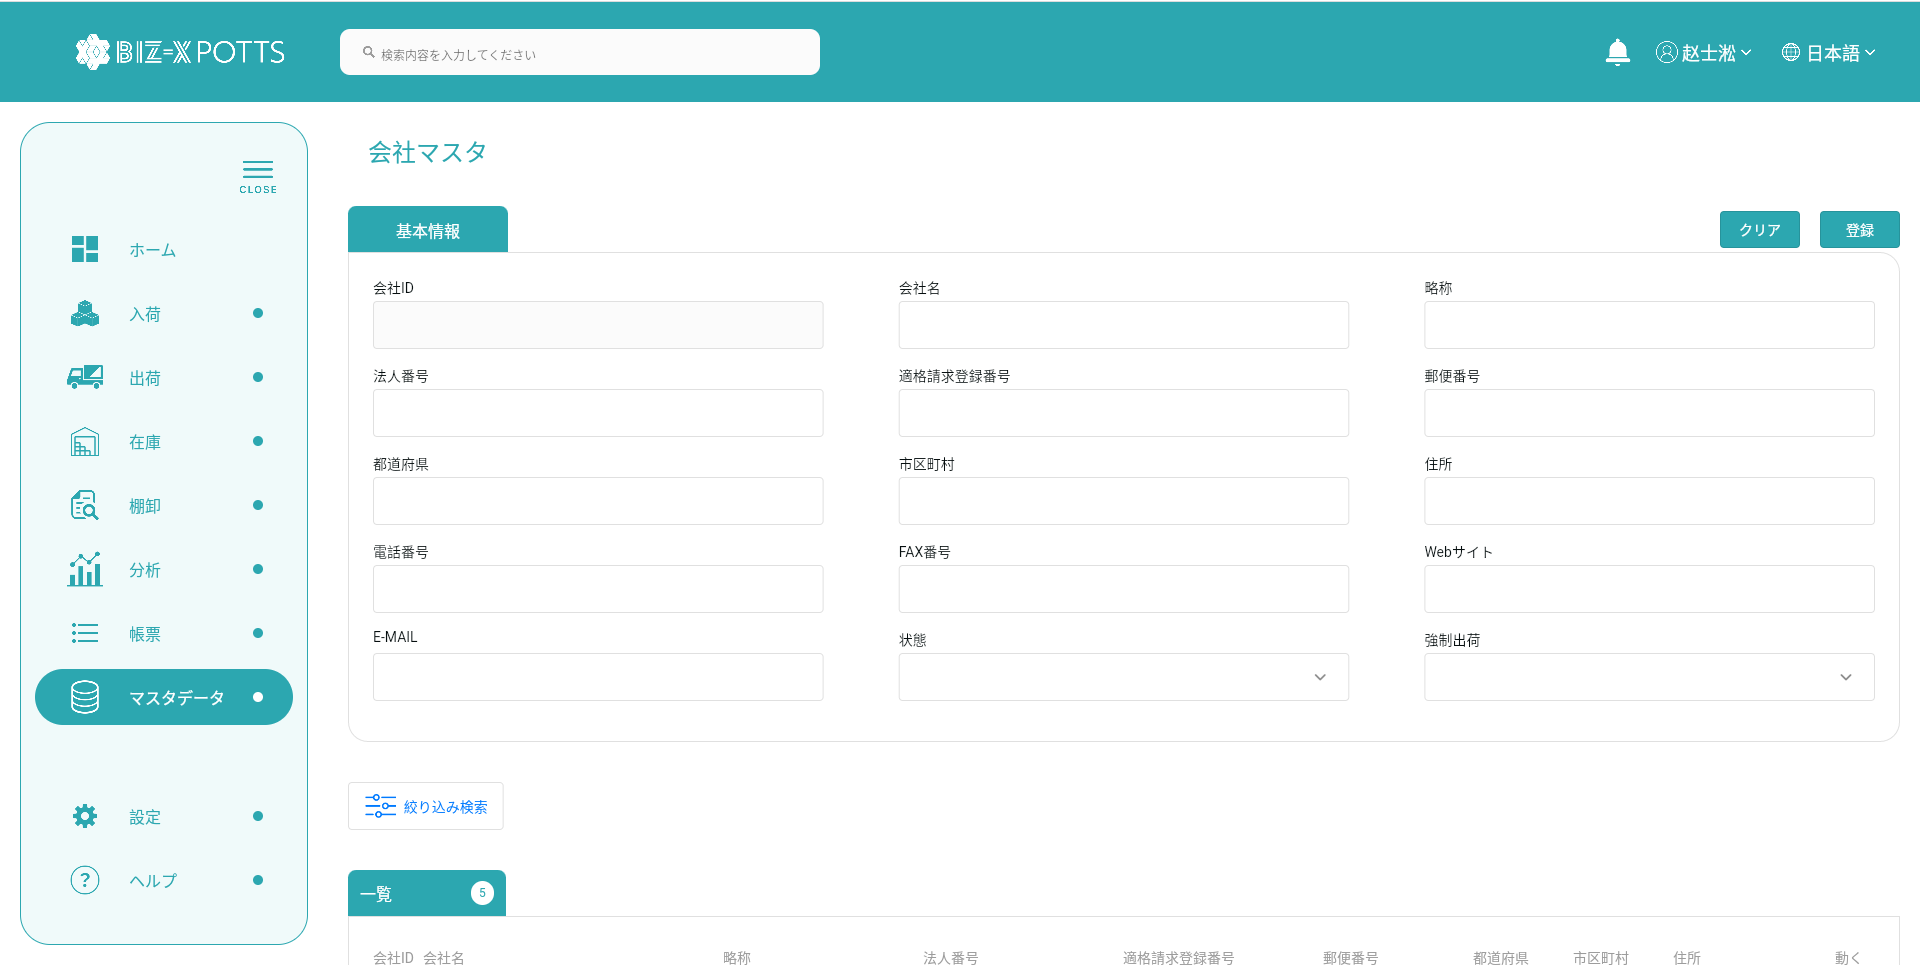 BIZ-X POTTS
検索内容を入力してください
赵士淞
日本語
CLOSE
ホーム
入荷
出荷
在庫
棚卸
分析
帳票
マスタデータ
設定
ヘルプ
会社マスタ
基本情報
クリア
登録
会社ID
会社名
略称
法人番号
適格請求登録番号
郵便番号
都道府県
市区町村
住所
電話番号
FAX番号
Webサイト
E-MAIL
状態
強制出荷
絞り込み検索
一覧 5
会社ID 会社名 略称 法人番号 適格請求登録番号 郵便番号 都道府県 市区町村 住所 動く